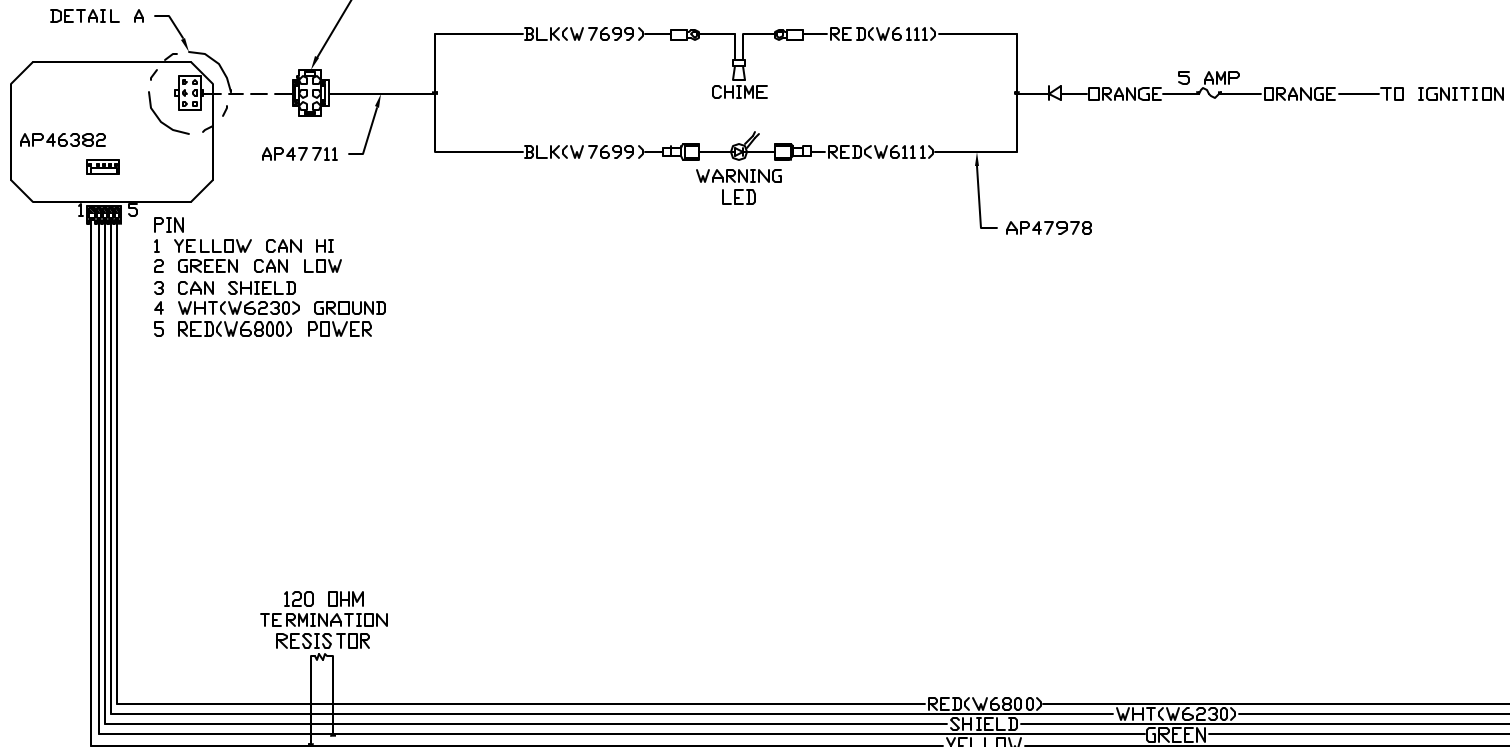 DETAIL A
BLK(W7699)
RED(W6111)
CHIME
5 AMP
ORANGE
ORANGE
TO IGNITION
AP46382
AP47711
BLK(W7699)
RED(W6111)
WARNING
LED
AP47978
1
5
PIN
1 YELLOW CAN HI
2 GREEN CAN LOW
3 CAN SHIELD
4 WHT(W6230) GROUND
5 RED(W6800) POWER
120 OHM
TERMINATION
RESISTOR
RED(W6800)
WHT(W6230)
SHIELD
GREEN
YELLOW